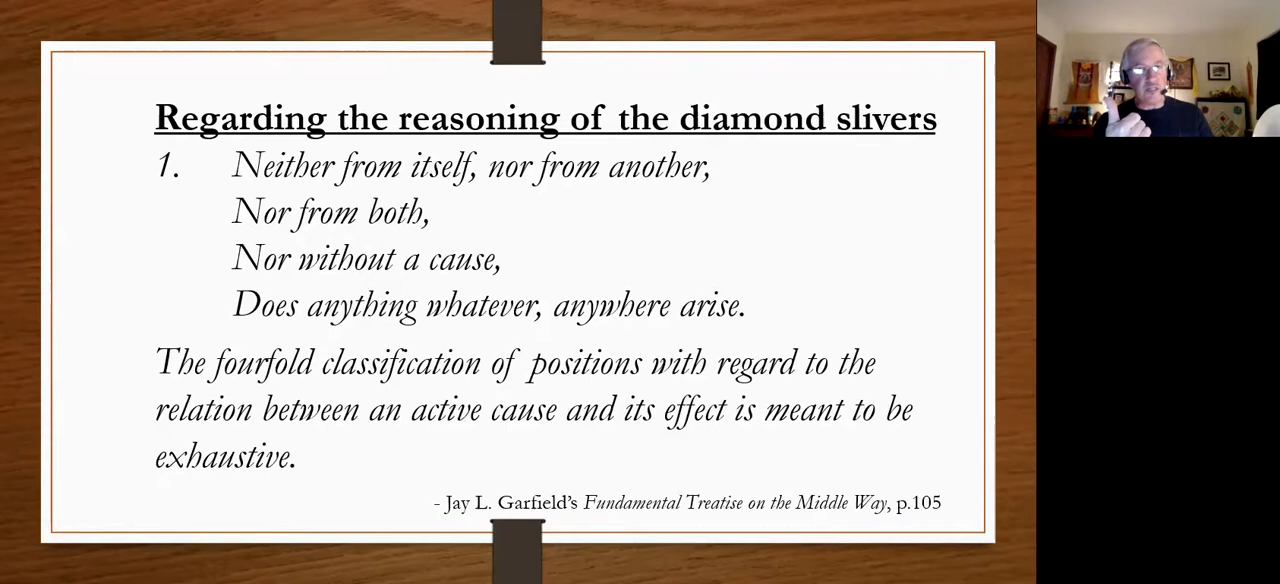 Regarding the reasoning of the diamond slivers
1. Neither from itself, nor from another,
Nor from both,
Nor without a cause,
Does anything whatever, anywhere arise.
The fourfold classification of positions with regard to the
relation between an active cause and its effect is meant to be
exhaustive.
- Jay L. Garfield’s Fundamental Treatise on the Middle Way, p.105